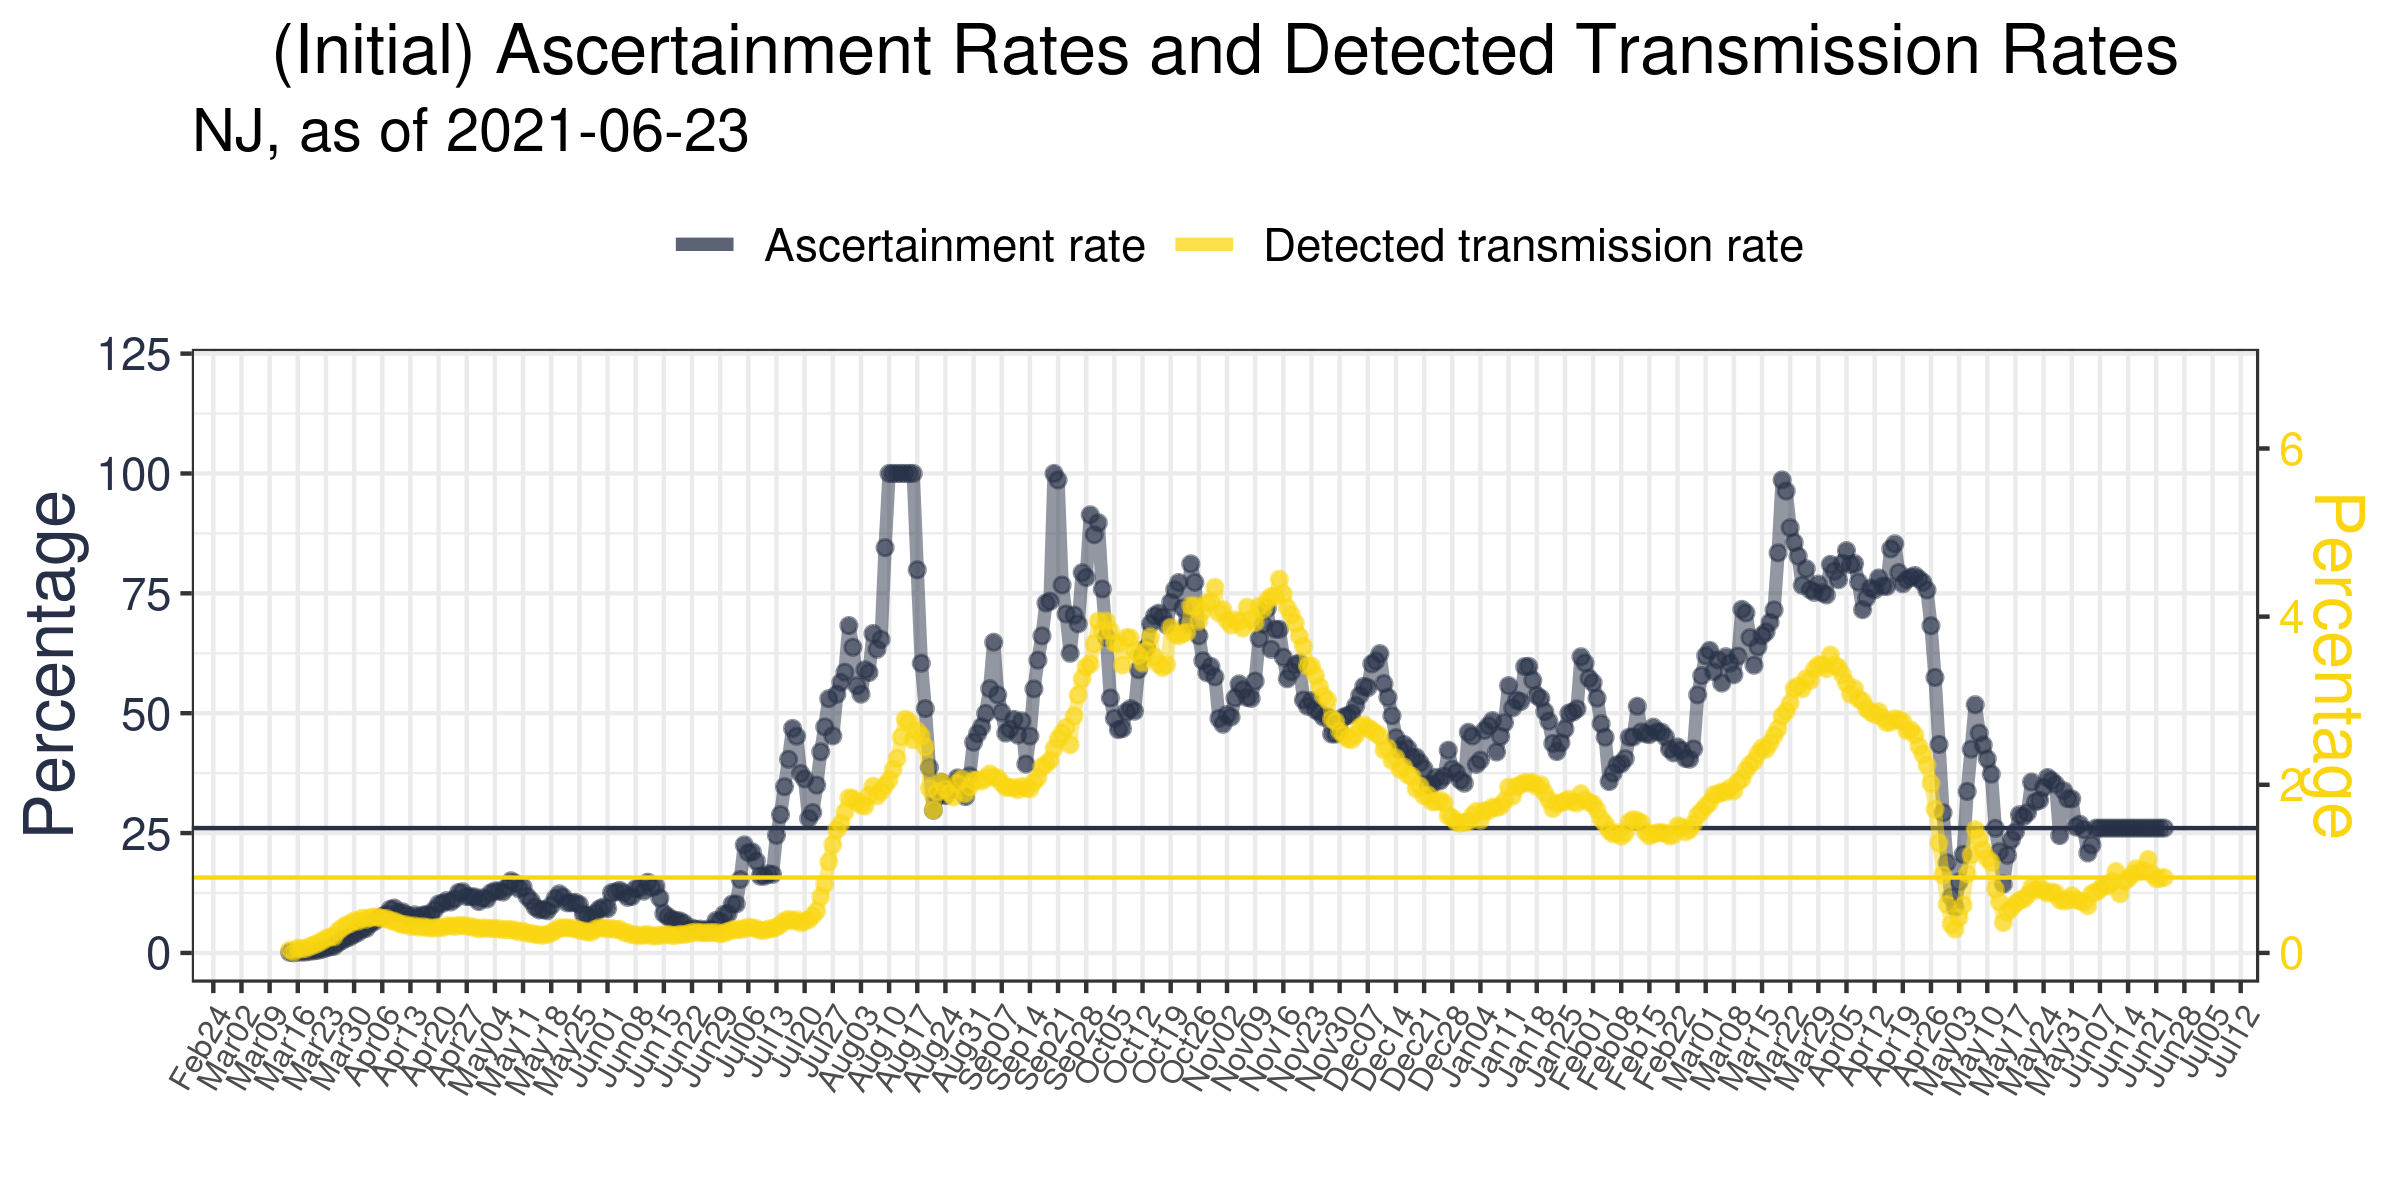 (Initial) Ascertainment Rates and Detected Transmission Rates
NJ, as of 2021-06-23
Ascertainment rate
Detected transmission rate
Percentage
125
100
75
50
25
0
6
4
2
0
Percentage
Feb24
Mar02
Mar09
Mar16
Mar23
Mar30
Apr06
Apr13
Apr20
Apr27
May04
May11
May18
May25
Jun01
Jun08
Jun15
Jun22
Jun29
Jul06
Jul13
Jul20
Jul27
Aug03
Aug10
Aug17
Aug24
Aug31
Sep07
Sep14
Sep21
Sep28
Oct05
Oct12
Oct19
Oct26
Nov02
Nov09
Nov16
Nov23
Nov30
Dec07
Dec14
Dec21
Dec28
Jan04
Jan11
Jan18
Jan25
Feb01
Feb08
Feb15
Feb22
Mar01
Mar08
Mar15
Mar22
Mar29
Apr05
Apr12
Apr19
Apr26
May03
May10
May17
May24
May31
Jun07
Jun14
Jun21
Jun28
Jul05
Jul12